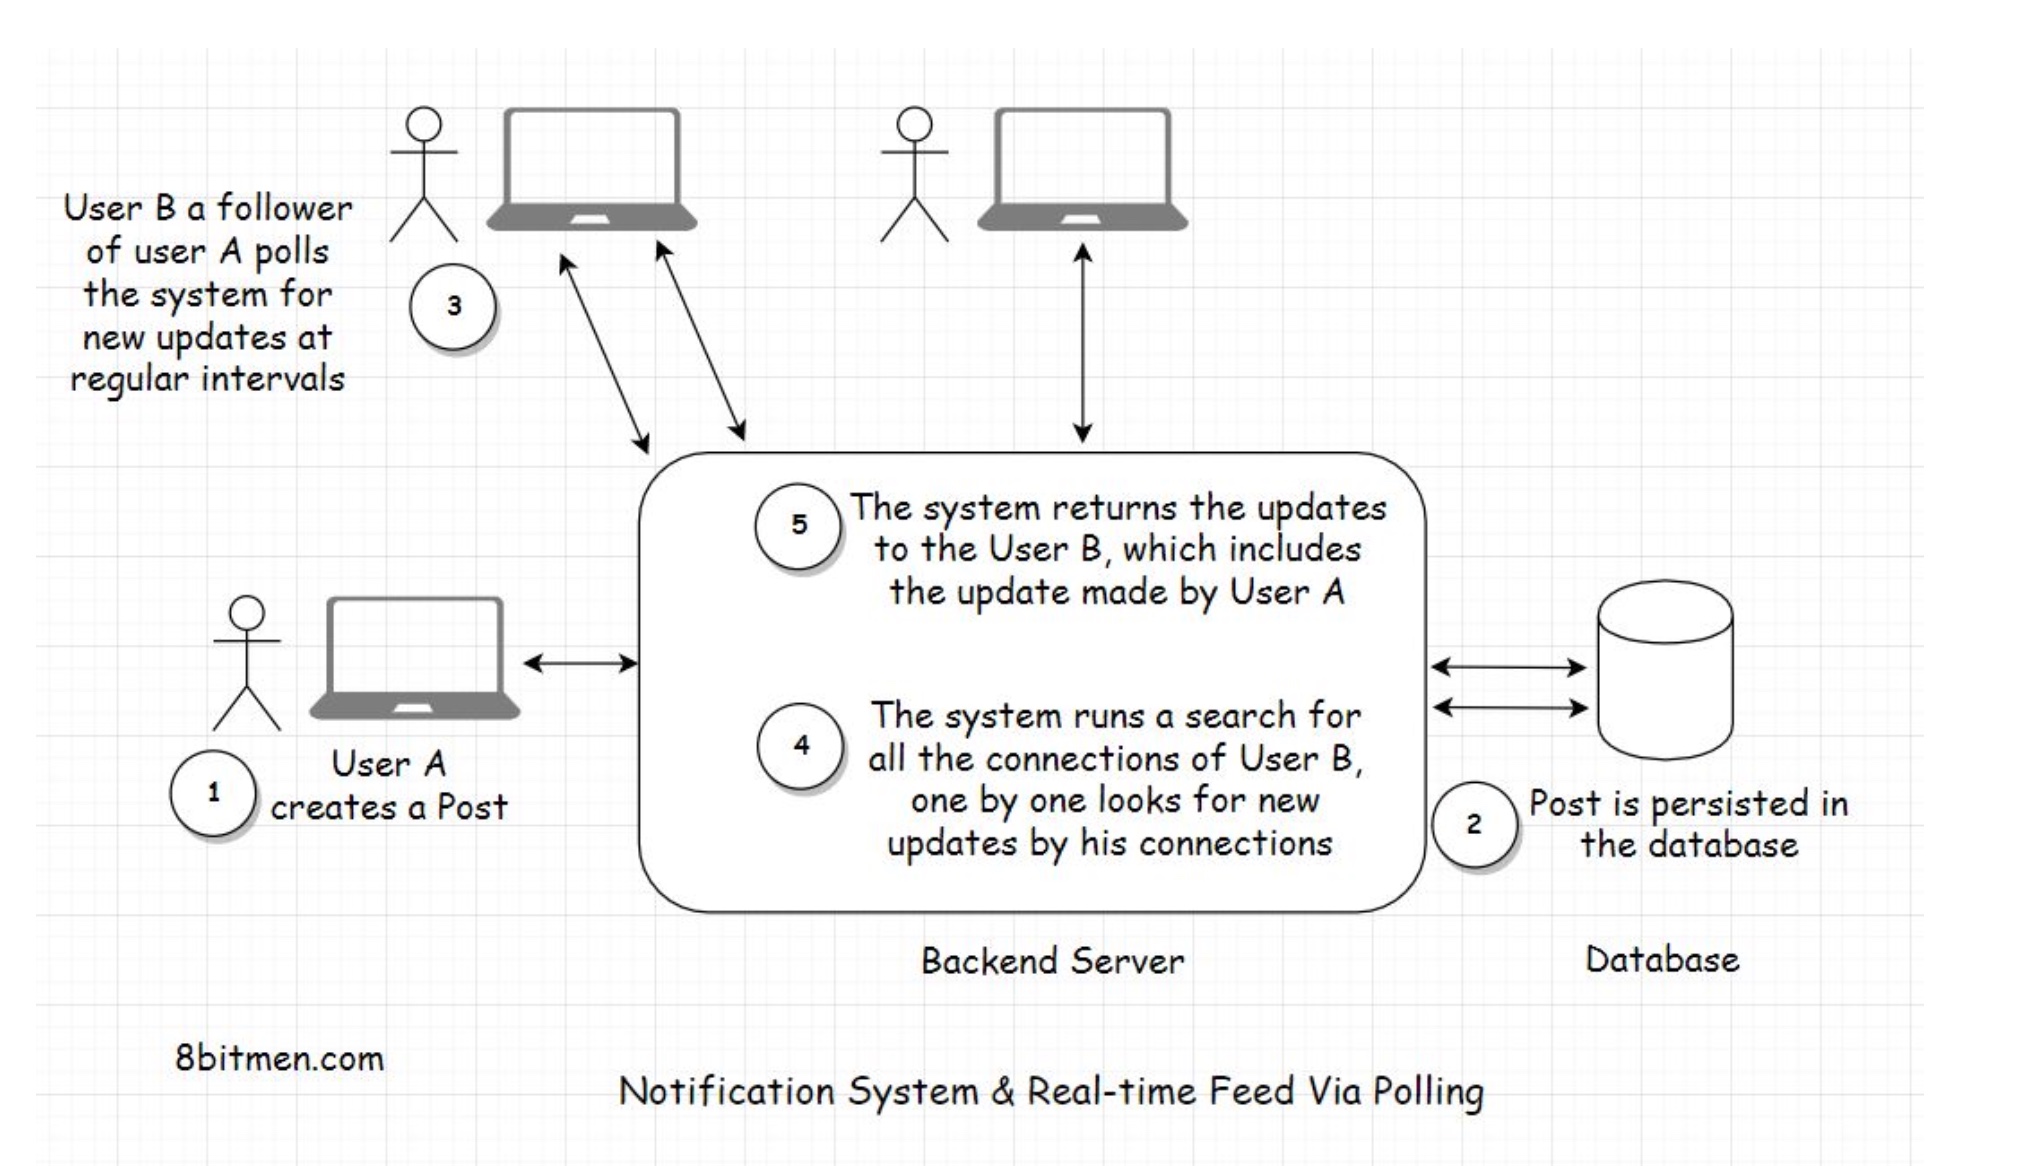 User B a follower
of user A polls
the system for
new updates at
regular intervals
3
5
The system returns the updates
to the User B, which includes
the update made by User A
4
The system runs a search for
all the connections of User B,
one by one looks for new
updates by his connections
1
User A
creates a Post
2
Post is persisted in
the database
Backend Server
Database
8bitmen.com
Notification System & Real-time Feed Via Polling